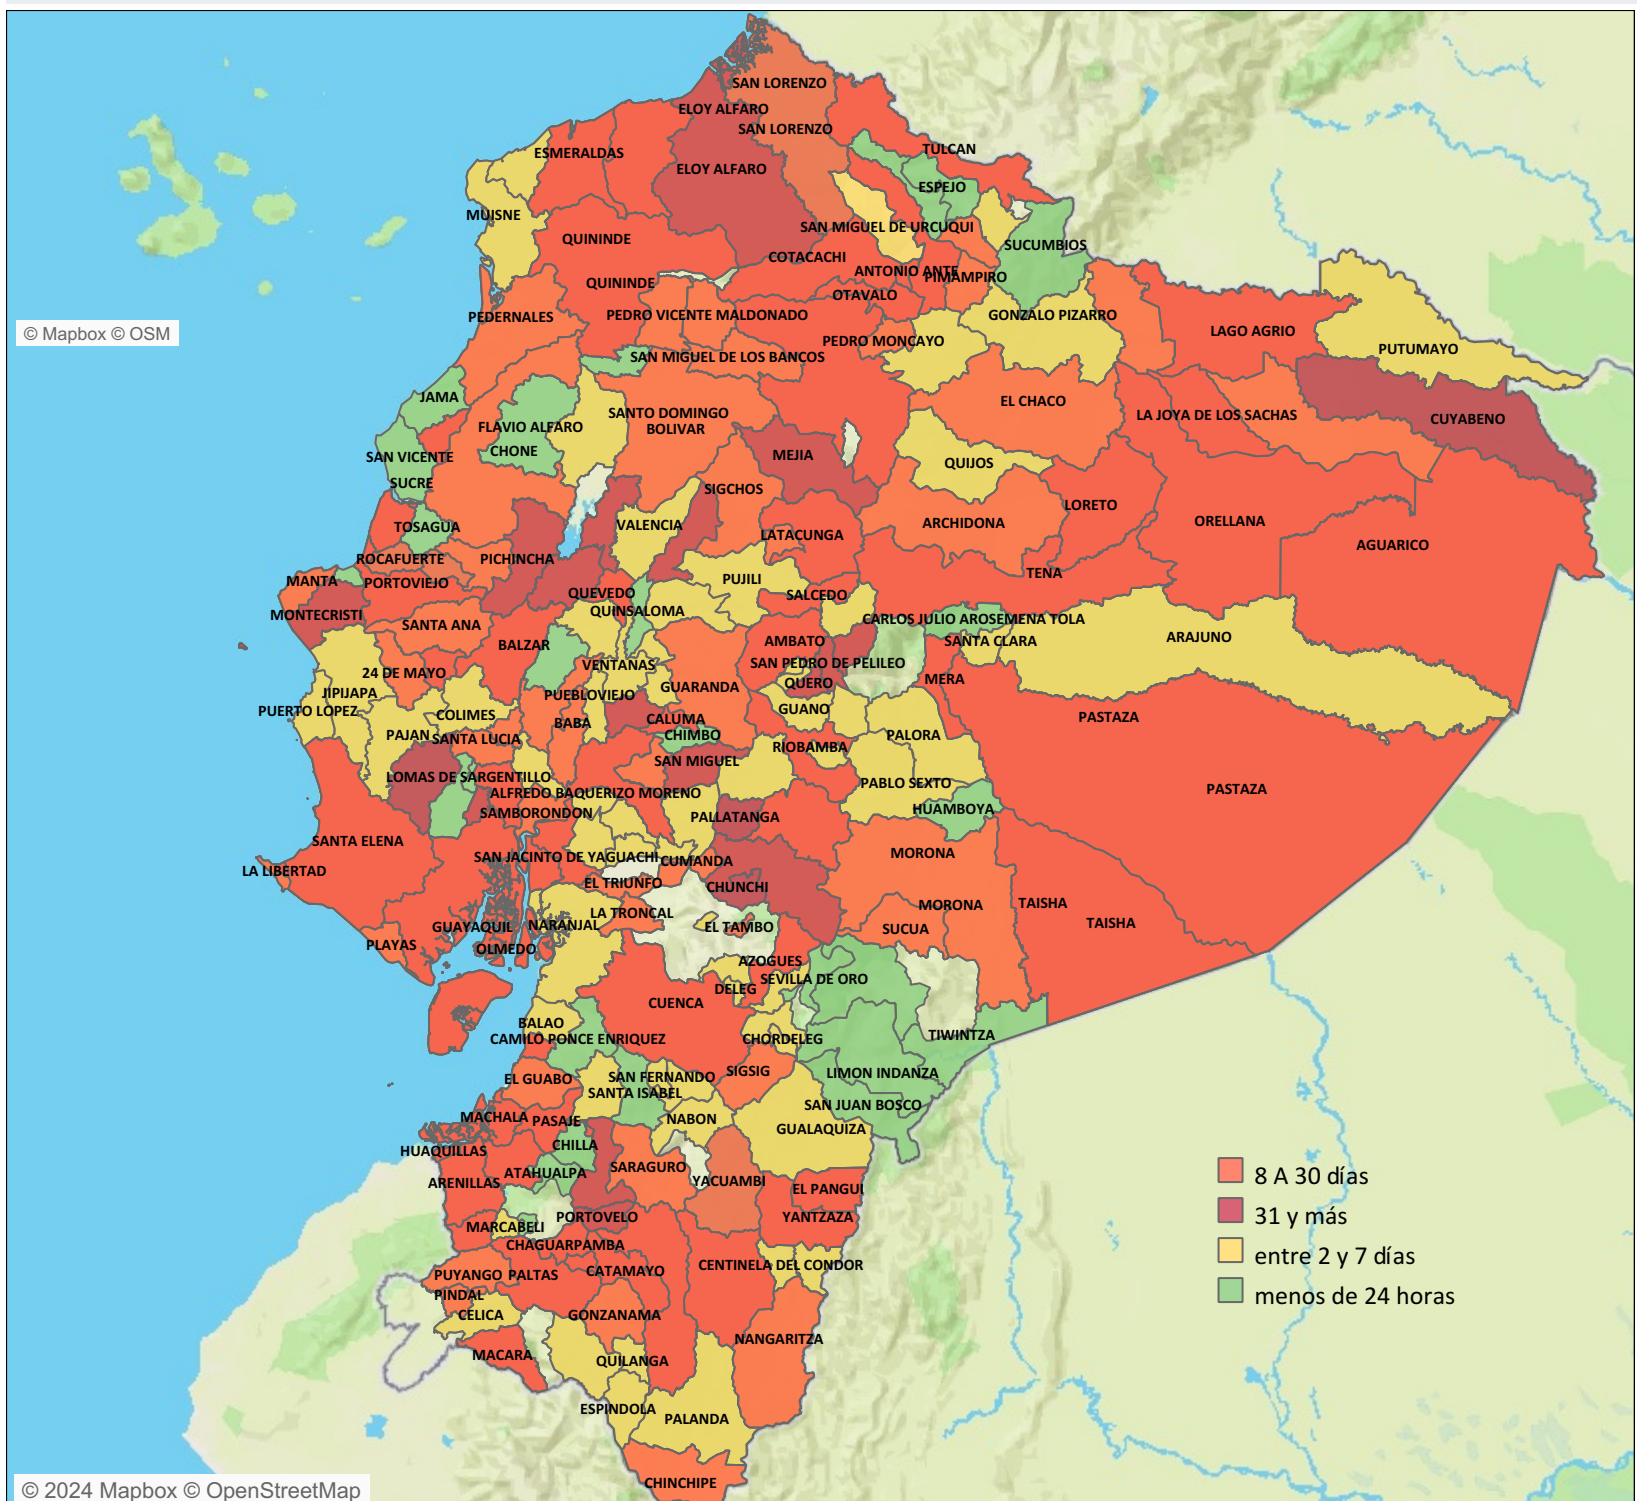 SAN LORENZO
ELOY ALFARO
SAN LORENZO
TULCAN
ESMERALDAS
ELOY ALFARO
ESPEJO
MUISNE
SAN MIGUEL DE URCUQUI
QUININDE
SUCUMBIOS
COTACACHI
ANTONIO ANTE
PIMAMPIRO
QUININDE
OTAVALO
PEDERNALES
PEDRO VICENTE MALDONADO
GONZALO PIZARRO
LAGO AGRIO
© Mapbox © OSM
PEDRO MONCAYO
PUTUMAYO
SAN MIGUEL DE LOS BANCOS
JAMA
EL CHACO
SANTO DOMINGO
LA JOYA DE LOS SACHAS
CUYABENO
FLAVIO ALFARO
BOLIVAR
CHONE
SAN VICENTE
MEJIA
QUIJOS
SUCRE
SIGCHOS
LORETO
TOSAGUA
VALENCIA
ARCHIDONA
ORELLANA
LATACUNGA
AGUARICO
ROCAFUERTE
PICHINCHA
TENA
MANTA
PORTOVIEJO
PUJILI
QUEVEDO
SALCEDO
MONTECRISTI
QUINSALOMA
CARLOS JULIO AROSEMENA TOLA
SANTA ANA
BALZAR
AMBATO
SANTA CLARA
ARAJUNO
24 DE MAYO
VENTANAS
SAN PEDRO DE PELILEO
MERA
JIPIJAPA
PUEBLOVIEJO
GUARANDA
QUERO
PUERTO LOPEZ
COLIMES
BABA
CALUMA
GUANO
PASTAZA
PAJAN
SANTA LUCIA
CHIMBO
RIOBAMBA
PALORA
SAN MIGUEL
LOMAS DE SARGENTILLO
PABLO SEXTO
PASTAZA
ALFREDO BAQUERIZO MORENO
SAMBORONDON
PALLATANGA
HUAMBOYA
SANTA ELENA
SAN JACINTO DE YAGUACHI
CUMANDA
MORONA
LA LIBERTAD
EL TRIUNFO
CHUNCHI
LA TRONCAL
MORONA
TAISHA
GUAYAQUIL
NARANJAL
EL TAMBO
SUCUA
TAISHA
PLAYAS
OLMEDO
AZOGUES
SEVILLA DE ORO
DELEG
CUENCA
BALAO
CAMILO PONCE ENRIQUEZ
CHORDELEG
TIWINTZA
EL GUABO
SAN FERNANDO
SIGSIG
LIMON INDANZA
SANTA ISABEL
SAN JUAN BOSCO
MACHALA
PASAJE
NABON
GUALAQUIZA
HUAQUILLAS
CHILLA
ATAHUALPA
SARAGURO
ARENILLAS
YACUAMBI
EL PANGUI
8 A 30 días
MARCABELI
PORTOVELO
YANTZAZA
31 y más
CHAGUARPAMBA
entre 2 y 7 días
PUYANGO
PALTAS
CATAMAYO
CENTINELA DEL CONDOR
PINDAL
menos de 24 horas
CELICA
GONZANAMA
NANGARITZA
MACARA
QUILANGA
ESPINDOLA
PALANDA
CHINCHIPE
© 2024 Mapbox © OpenStreetMap